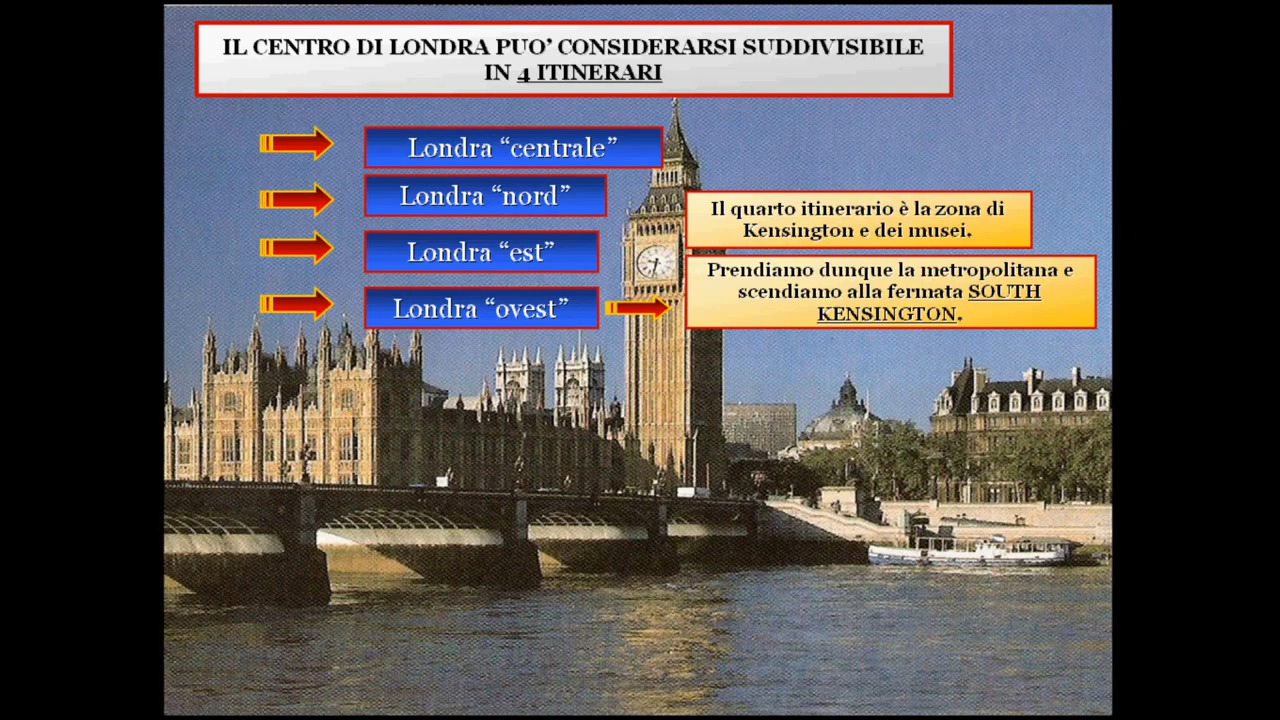 IL CENTRO DI LONDRA PUO’ CONSIDERARSI SUDDIVISIBILE
IN 4 ITINERARI
Londra “centrale”
Londra “nord”
Londra “est”
Londra “ovest”
Il quarto itinerario è la zona di
Kensington e dei musei.
Prendiamo dunque la metropolitana e
scendiamo alla fermata SOUTH
KENSINGTON.